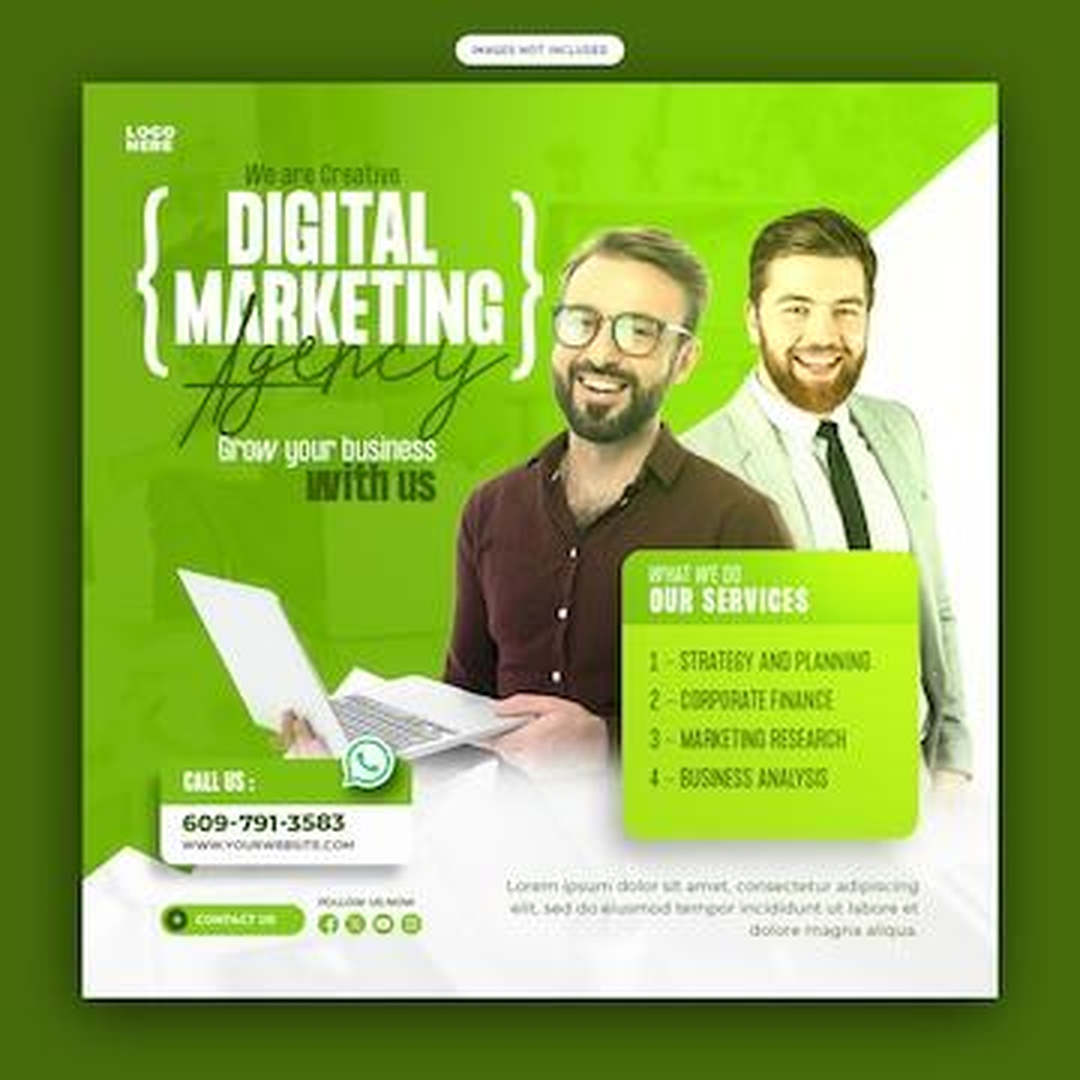 IMAGES NOT INCLUDED
LOGO
HERE
We are Creative
{ DIGITAL
MARKETING }
Agency
Grow your business
with us
WHAT WE DO
OUR SERVICES
1 - STRATEGY AND PLANNING
2 - CORPORATE FINANCE
3 - MARKETING RESEARCH
4 - BUSINESS ANALYSIS
CALL US :
609-791-3583
WWW.YOURWEBSITE.COM
CONTACT US
FOLLOW US NOW
Lorem ipsum dolor sit amet, consectetur adipiscing
elit, sed do eiusmod tempor incididunt ut labore et
dolore magna aliqua.